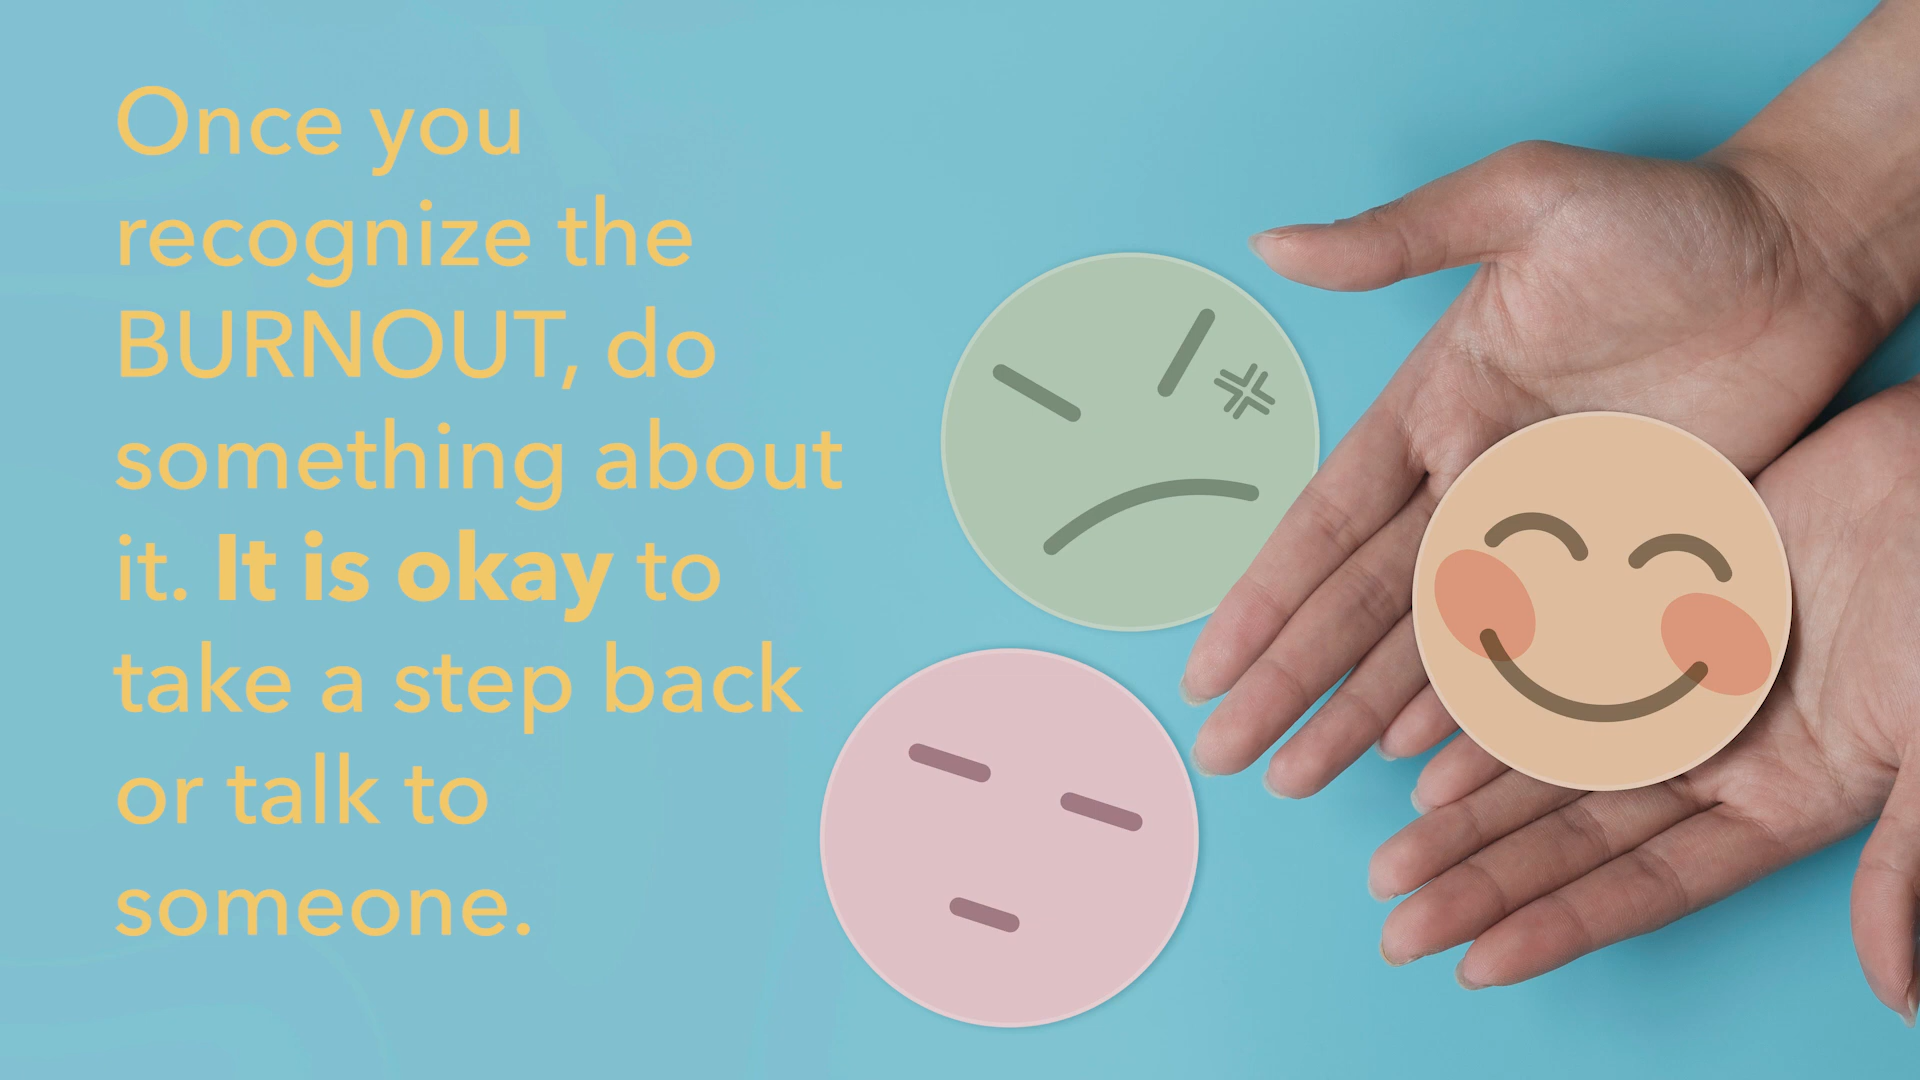 Once you
recognize the
BURNOUT, do
something about
it. It is okay to
take a step back
or talk to
someone.